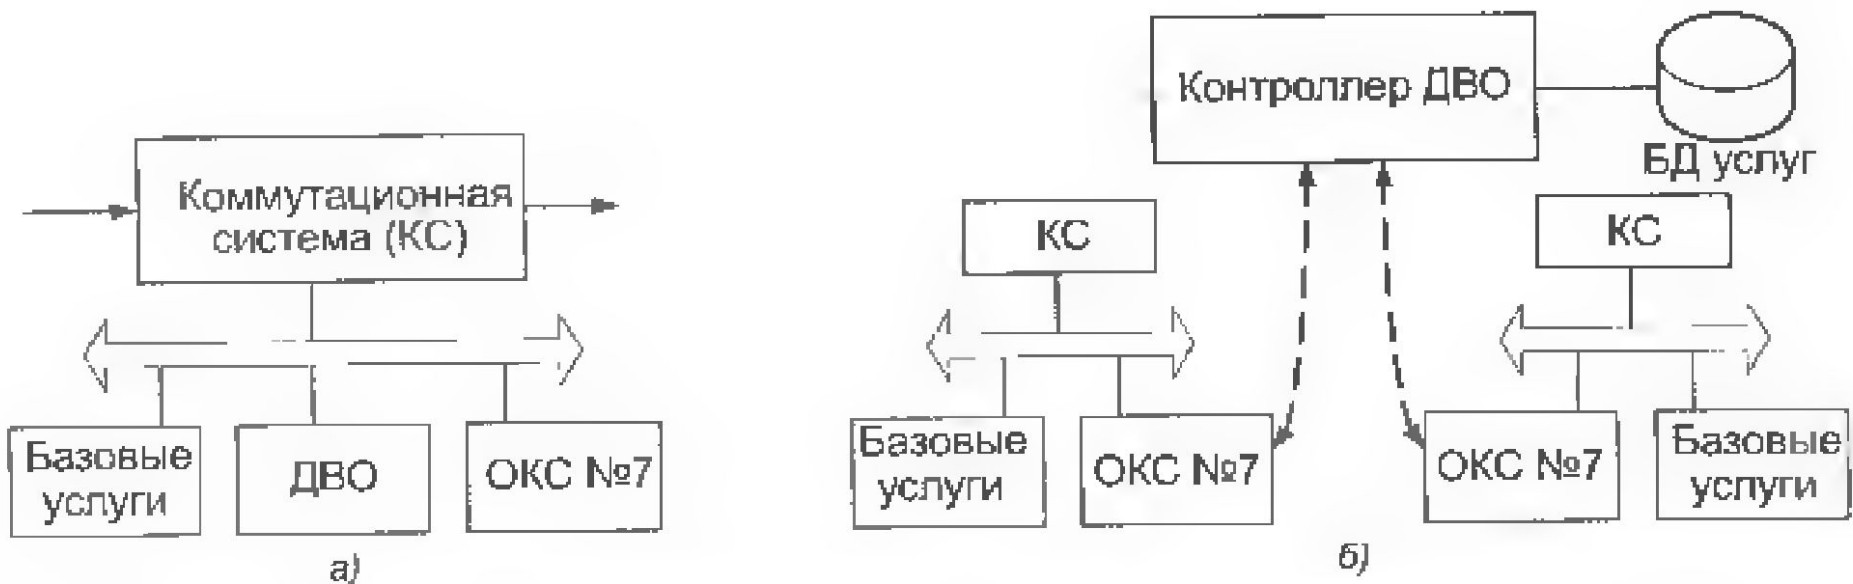 Коммутационная
система (КС)
Базовые
услуги
ДВО
ОКС №7
а)
Контроллер ДВО
БД услуг
КС
КС
Базовые
услуги
ОКС №7
ОКС №7
Базовые
услуги
б)